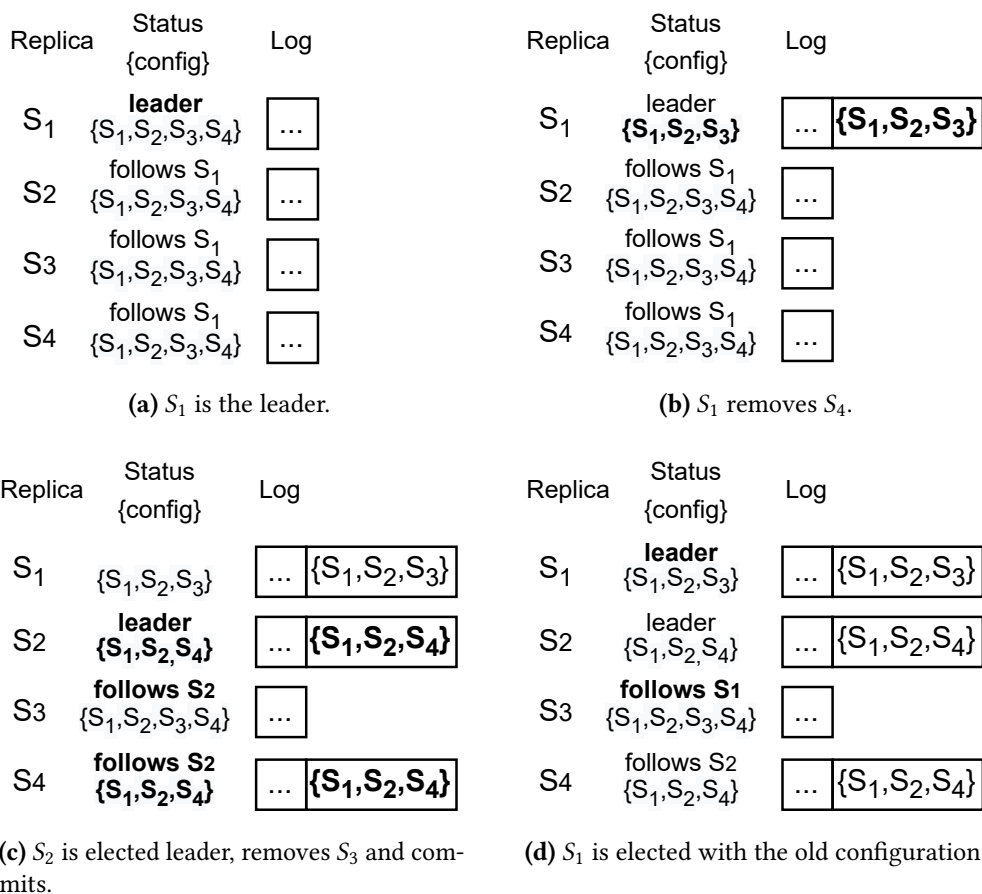 Replica Status {config} Log
S1 leader {S1,S2,S3,S4} ...
S2 follows S1 {S1,S2,S3,S4} ...
S3 follows S1 {S1,S2,S3,S4} ...
S4 follows S1 {S1,S2,S3,S4} ...
(a) S1 is the leader.
Replica Status {config} Log
S1 leader {S1,S2,S3} ... {S1,S2,S3}
S2 follows S1 {S1,S2,S3,S4} ...
S3 follows S1 {S1,S2,S3,S4} ...
S4 follows S1 {S1,S2,S3,S4} ...
(b) S1 removes S4.
Replica Status {config} Log
S1 {S1,S2,S3} ... {S1,S2,S3}
S2 leader {S1,S2,S4} ... {S1,S2,S4}
S3 follows S2 {S1,S2,S3,S4} ...
S4 follows S2 {S1,S2,S4} ... {S1,S2,S4}
(c) S2 is elected leader, removes S3 and com-
mits.
Replica Status {config} Log
S1 leader {S1,S2,S3} ... {S1,S2,S3}
S2 leader {S1,S2,S4} ... {S1,S2,S4}
S3 follows S1 {S1,S2,S3,S4} ...
S4 follows S2 {S1,S2,S4} ... {S1,S2,S4}
(d) S1 is elected with the old configuration